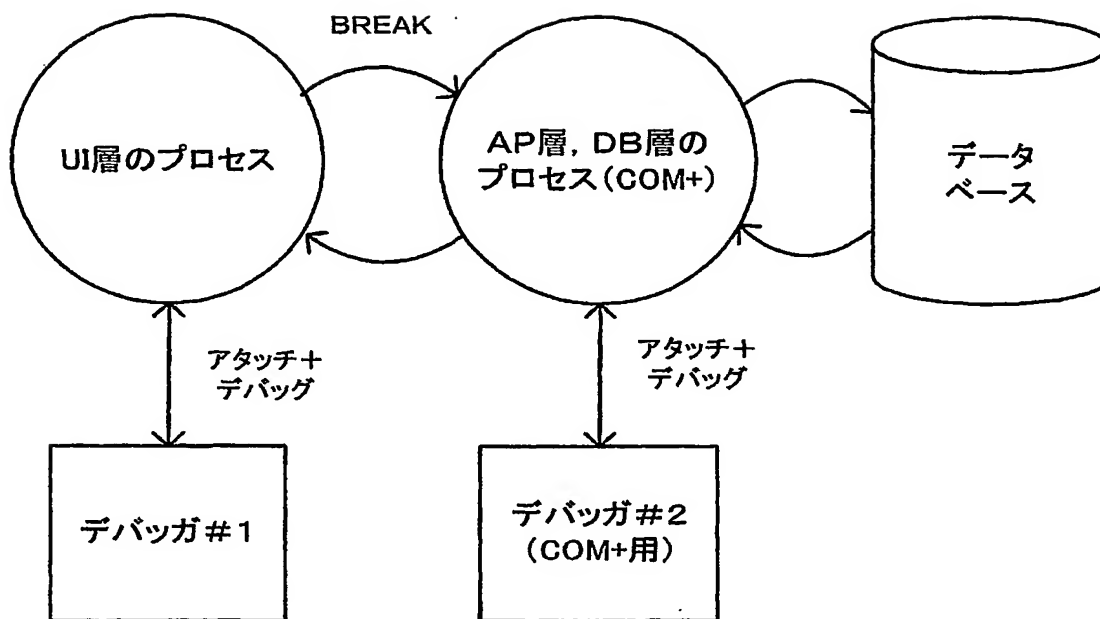 BREAK
UI層のプロセス
AP層,DB層の
プロセス(COM+)
データ
ベース
アタッチ+
デバッグ
アタッチ+
デバッグ
デバッガ#1
デバッガ#2
(COM+用)